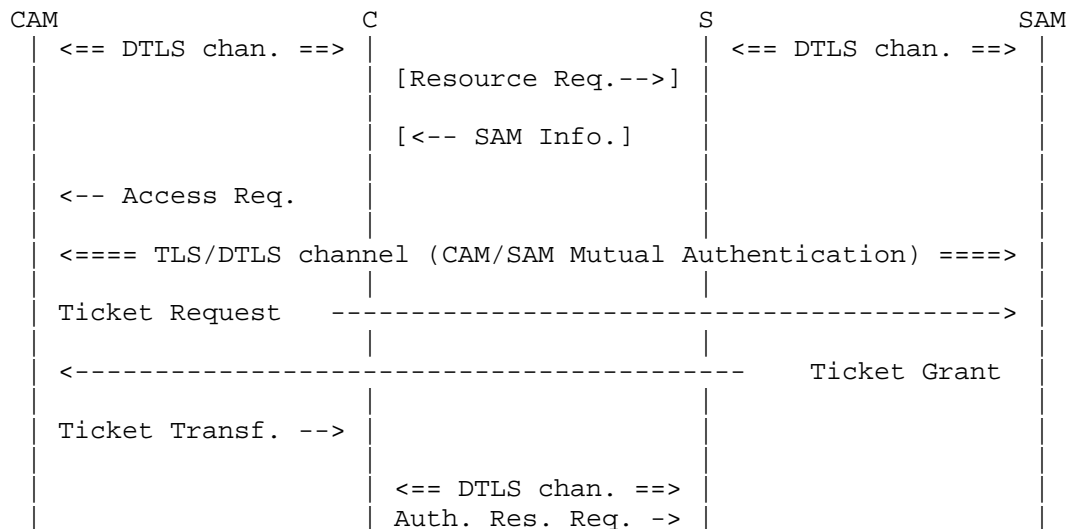 CAM C S SAM
<== DTLS chan. ==> <== DTLS chan. ==>
[Resource Req.-->]
[<-- SAM Info.]
<-- Access Req.
<==== TLS/DTLS channel (CAM/SAM Mutual Authentication) ====>
Ticket Request ------------------------------------------>
<------------------------------------------ Ticket Grant
Ticket Transf. -->
<== DTLS chan. ==>
Auth. Res. Req. ->